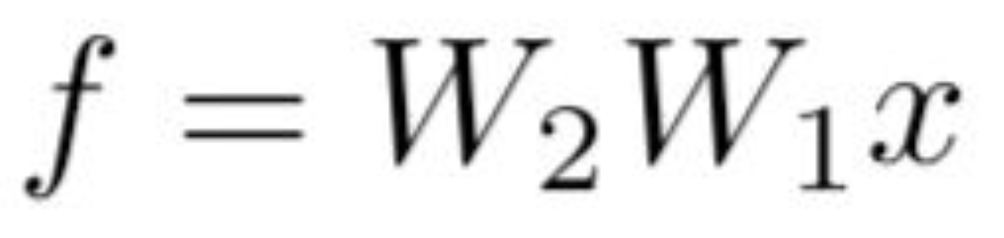 f = W₂W₁x